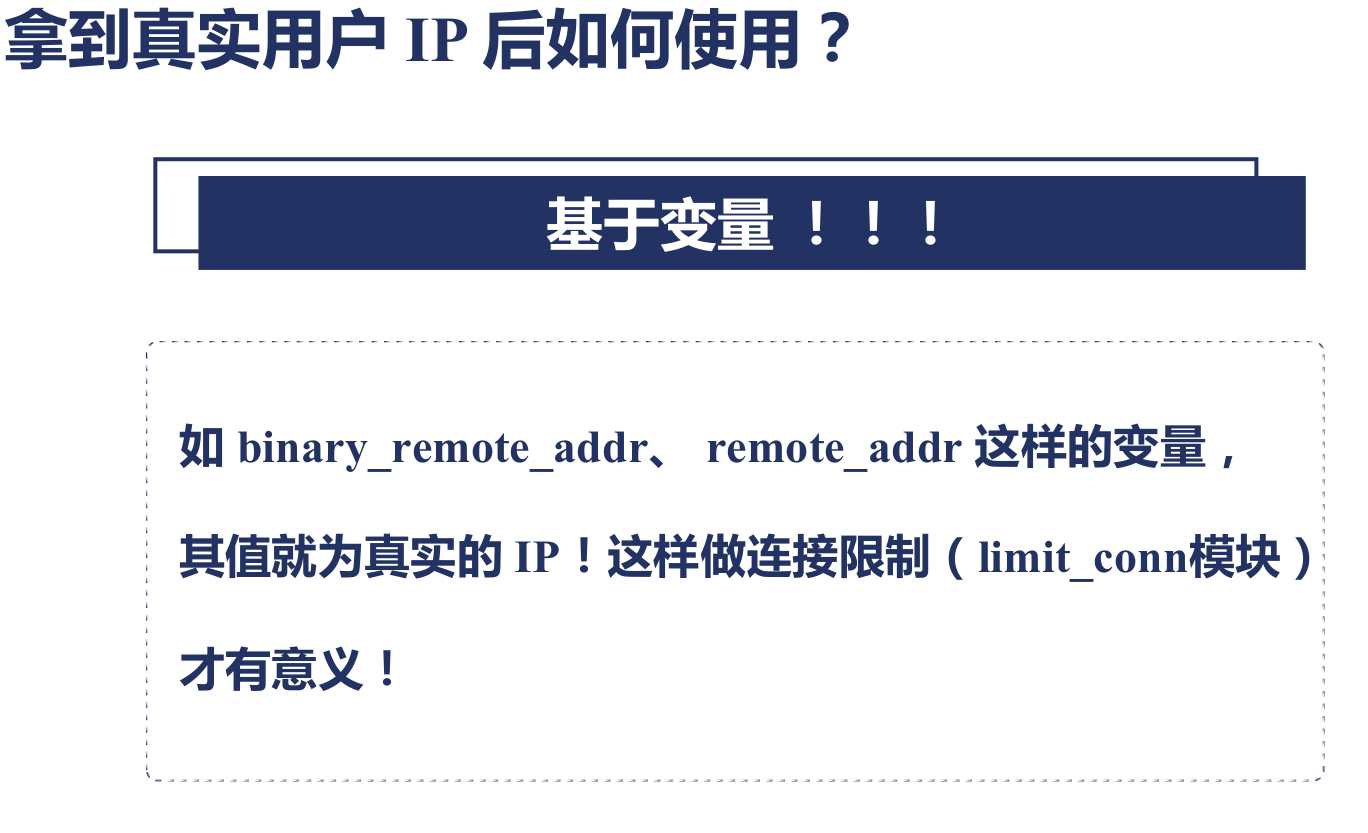 拿到真实用户 IP 后如何使用？
基于变量 ！！！
如 binary_remote_addr、 remote_addr 这样的变量，
其值就为真实的 IP！这样做连接限制（limit_conn模块）
才有意义！